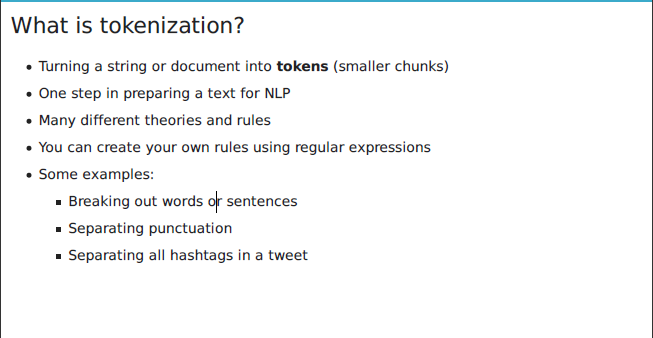 What is tokenization?
• Turning a string or document into tokens (smaller chunks)
• One step in preparing a text for NLP
• Many different theories and rules
• You can create your own rules using regular expressions
• Some examples:
▪ Breaking out words or sentences
▪ Separating punctuation
▪ Separating all hashtags in a tweet